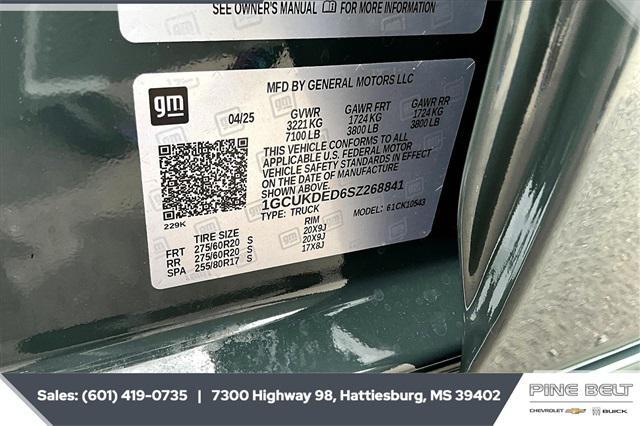 SEE OWNER'S MANUAL FOR MORE INFORMATION
MFD BY GENERAL MOTORS LLC
gm
04/25
GVWR GAWR FRT GAWR RR
3221 KG 1724 KG 1724 KG
7100 LB 3800 LB 3800 LB
THIS VEHICLE CONFORMS TO ALL
APPLICABLE U.S. FEDERAL MOTOR
VEHICLE SAFETY STANDARDS IN EFFECT
ON THE DATE OF MANUFACTURE
SHOWN ABOVE.
1GCUKDED6SZ268841
TYPE: TRUCK MODEL: 61CK10543
229K
TIRE SIZE RIM
FRT 275/60R20 S 20X9J
RR 275/60R20 S 20X9J
SPA 255/80R17 S 17X8J
Sales: (601) 419-0735 | 7300 Highway 98, Hattiesburg, MS 39402
PINE BELT
CHEVROLET BUICK